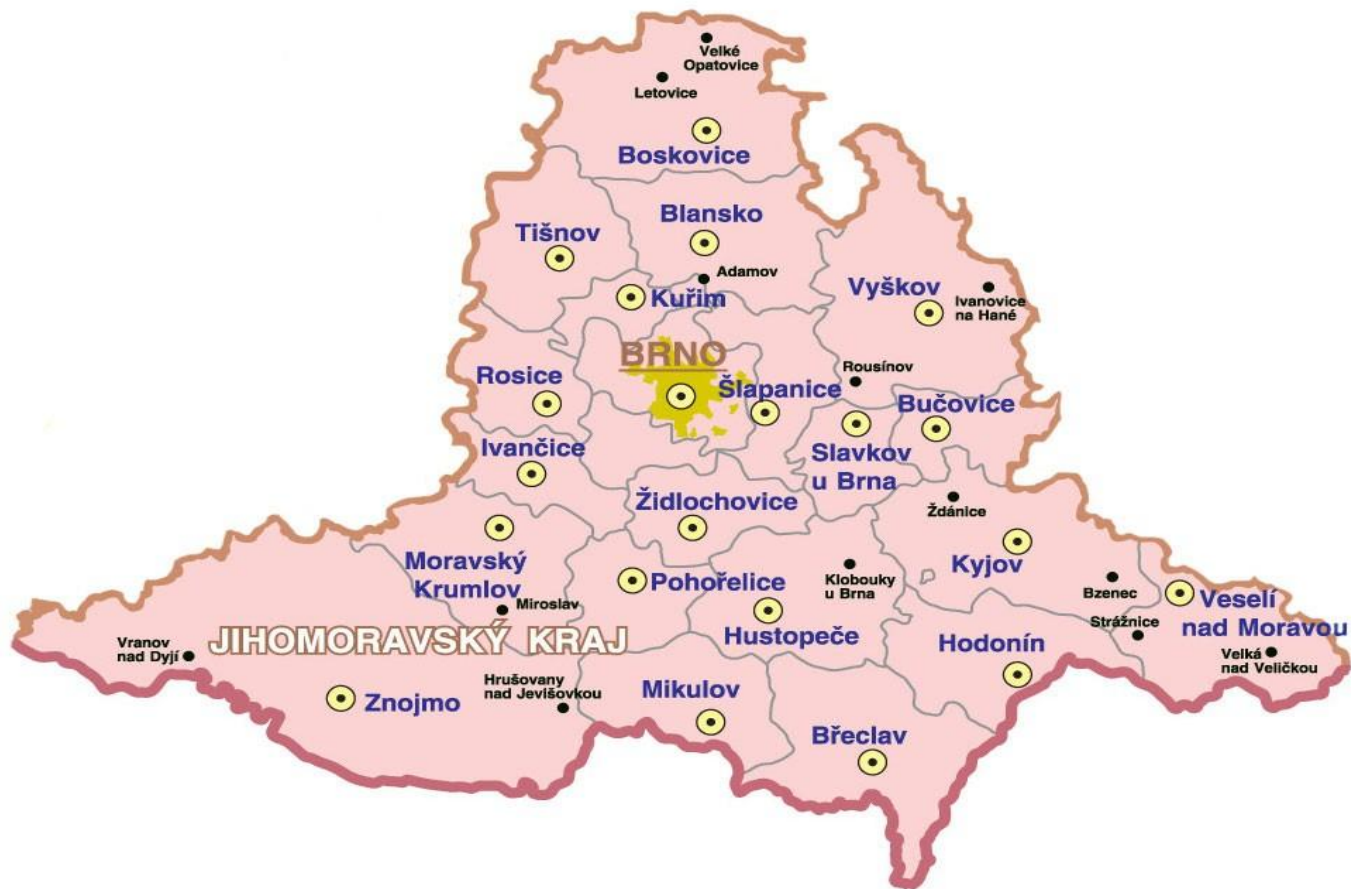 Velké
Opatovice
Letovice
Boskovice
Blansko
Tišnov
Adamov
Kuřim
Vyškov
Ivanovice
na Hané
BRNO
Rousínov
Rosice
Šlapanice
Bučovice
Ivančice
Slavkov
u Brna
Židlochovice
Ždánice
Moravský
Krumlov
Pohořelice
Klobouky
u Brna
Kyjov
Bzenec
Veselí
nad Moravou
Miroslav
Hustopeče
Strážnice
Hodonín
JIHOMORAVSKÝ KRAJ
Vranov
nad Dyjí
Velká
nad Veličkou
Hrušovany
nad Jevišovkou
Mikulov
Znojmo
Břeclav